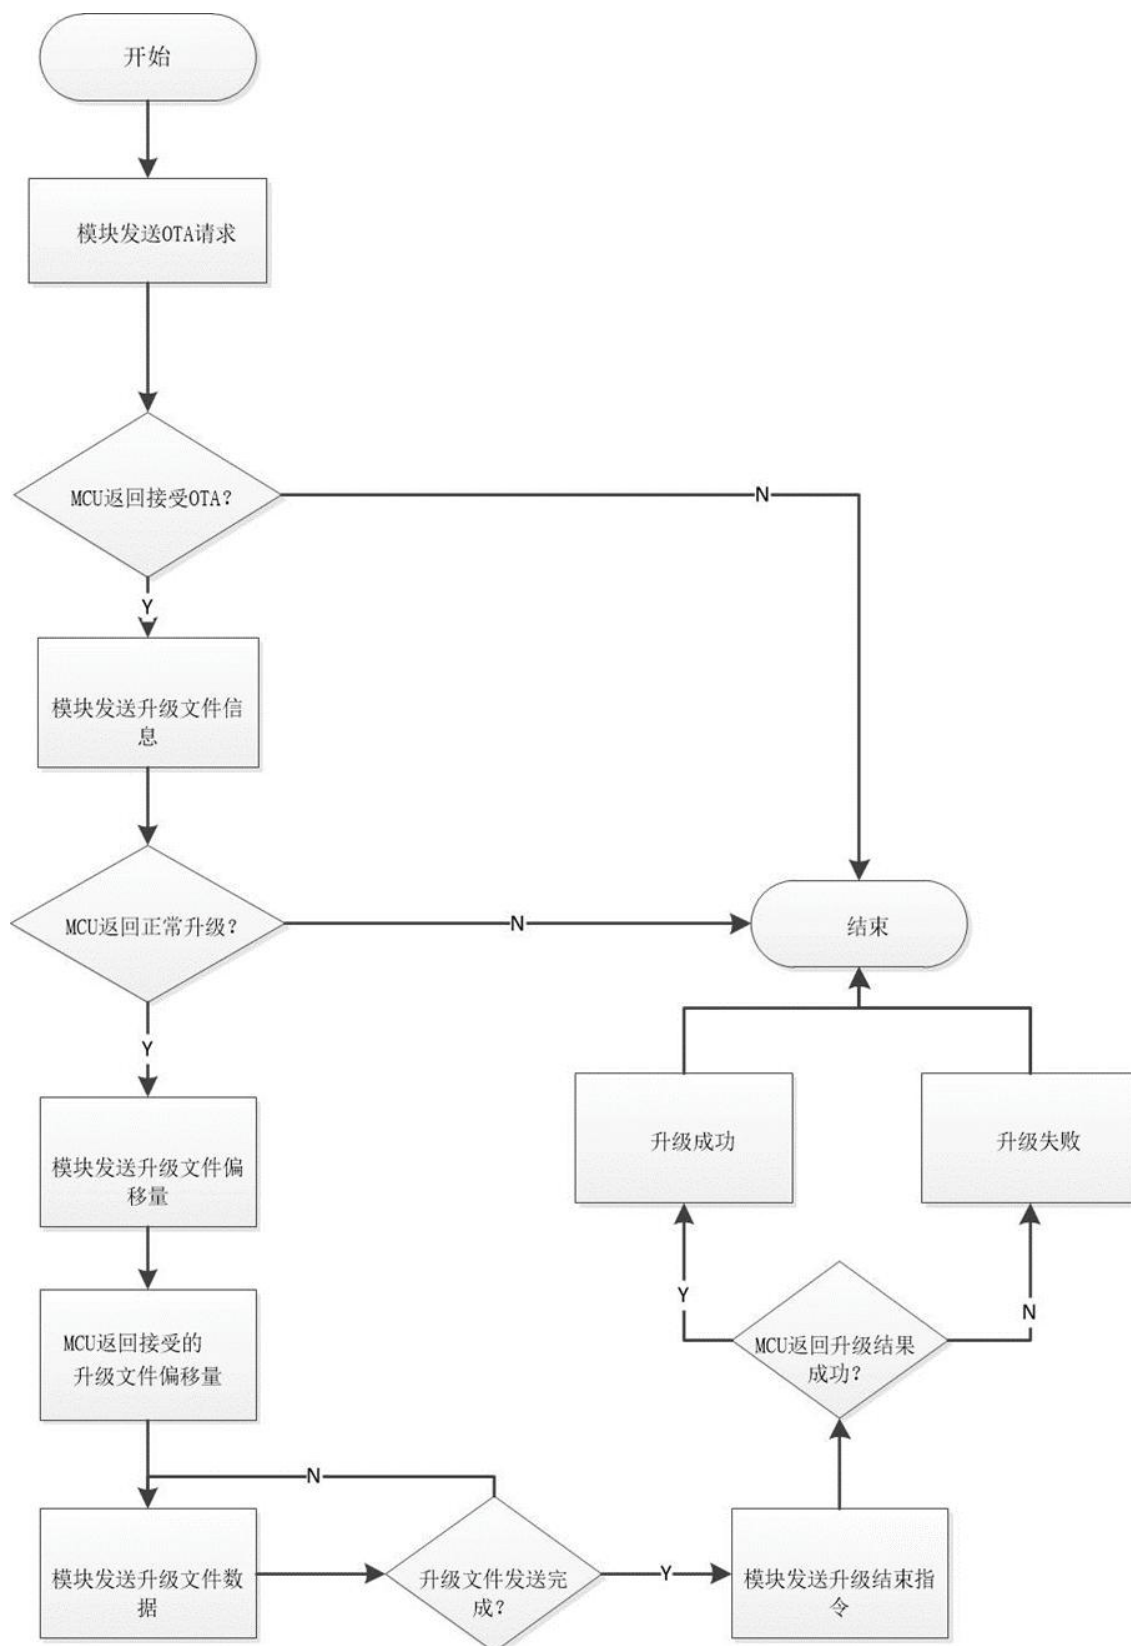 开始
模块发送OTA请求
MCU返回接受OTA?
N
Y
模块发送升级文件信
息
MCU返回正常升级?
N
结束
Y
模块发送升级文件偏
移量
升级成功
升级失败
MCU返回接受的
升级文件偏移量
Y
N
MCU返回升级结果
成功?
N
模块发送升级文件数
据
升级文件发送完
成?
Y
模块发送升级结束指
令